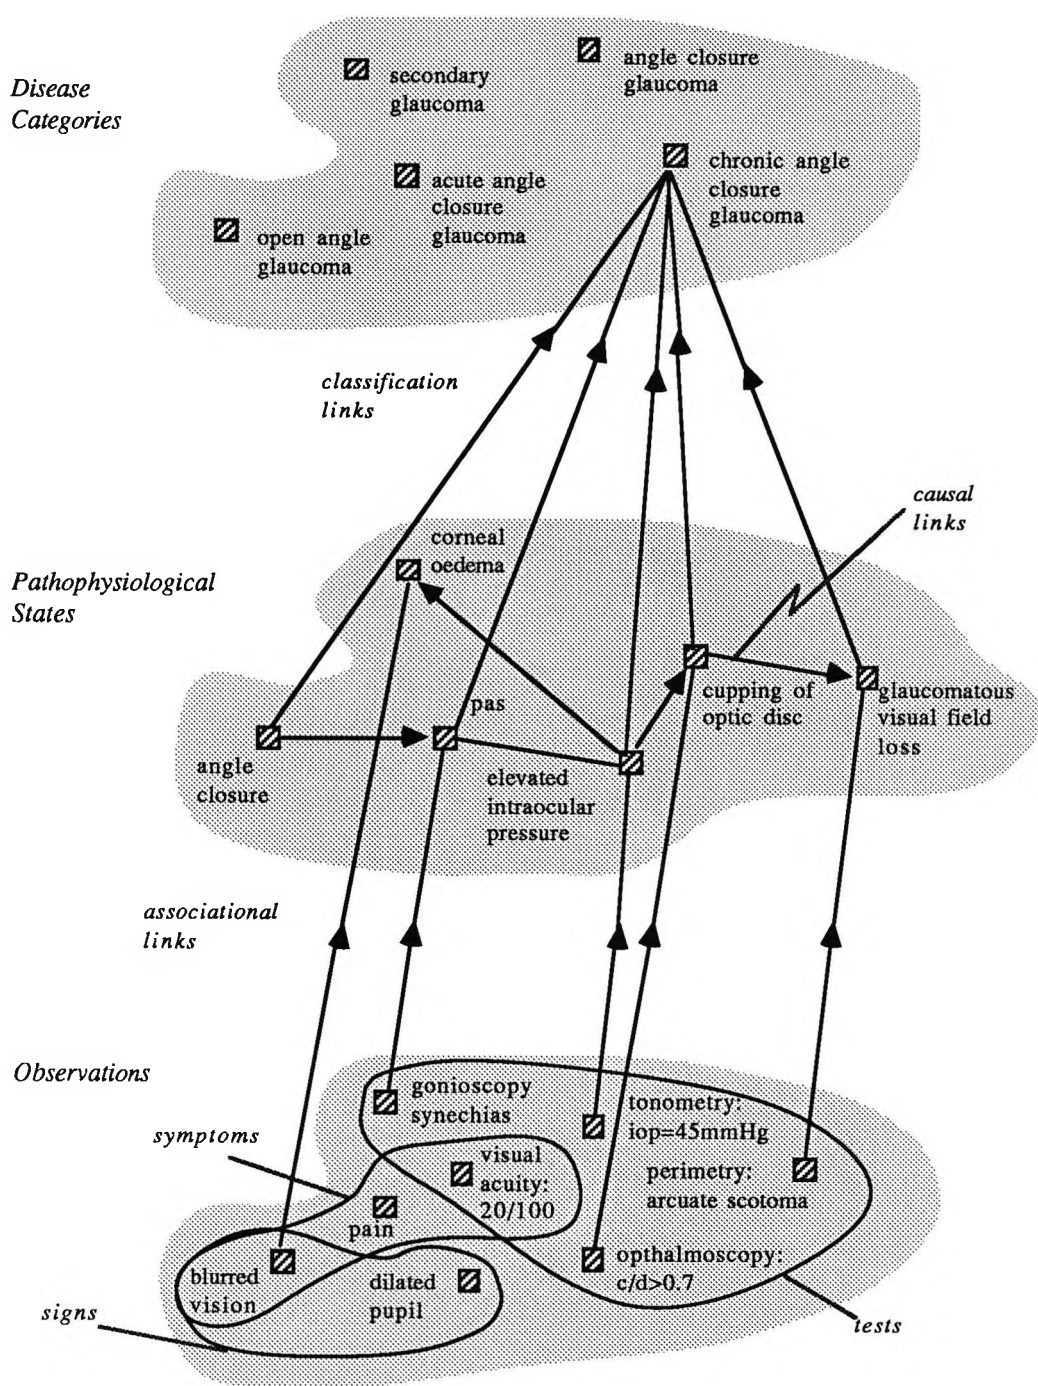 Disease
Categories
secondary
glaucoma
angle closure
glaucoma
acute angle
closure
glaucoma
chronic angle
closure
glaucoma
open angle
glaucoma
classification
links
causal
links
Pathophysiological
States
corneal
oedema
pas
cupping of
optic disc
glaucomatous
visual field
loss
angle
closure
elevated
intraocular
pressure
associational
links
Observations
gonioscopy
synechias
tonometry:
iop=45mmHg
symptoms
visual
acuity:
20/100
perimetry:
arcuate scotoma
pain
blurred
vision
dilated
pupil
opthalmoscopy:
c/d>0.7
signs
tests